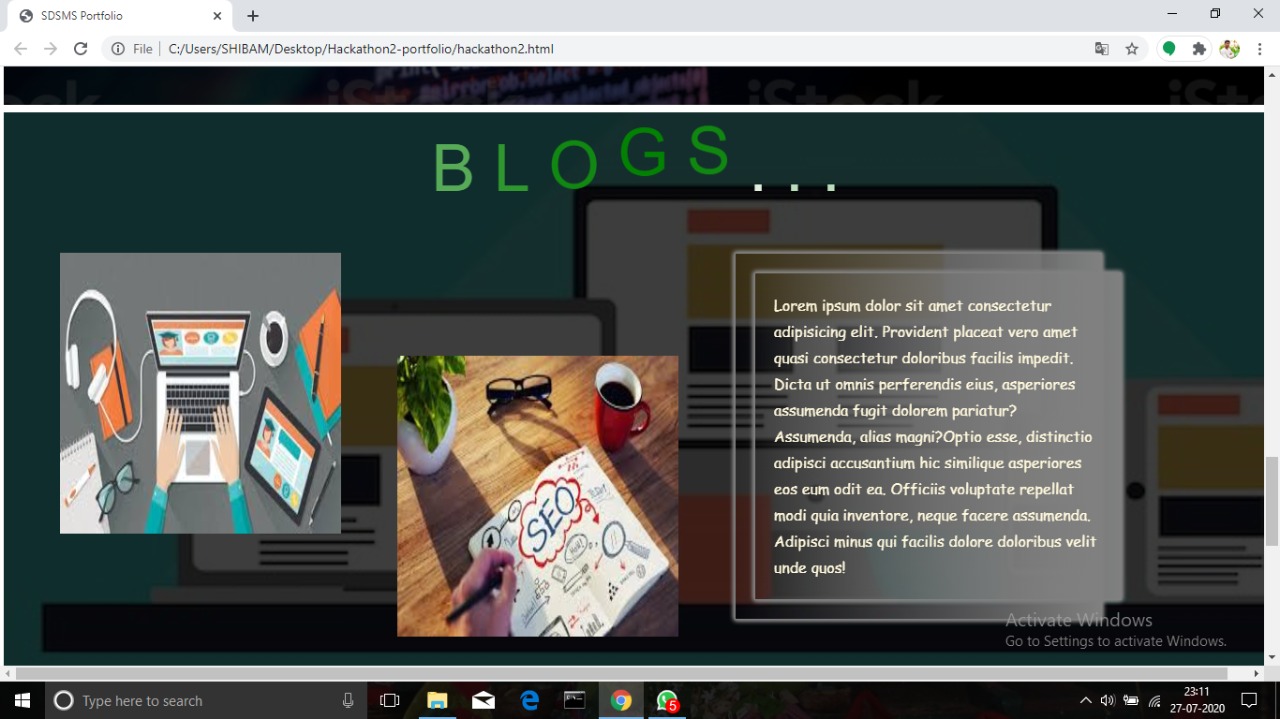 SDSMS Portfolio
File
C:/Users/SHIBAM/Desktop/Hackathon2-portfolio/hackathon2.html
iStock iStock iStock
BLOGS...
Lorem ipsum dolor sit amet consectetur
adipisicing elit. Provident placeat vero amet
quasi consectetur doloribus facilis impedit.
Dicta ut omnis perferendis eius, asperiores
assumenda fugit dolorem pariatur?
Assumenda, alias magni?Optio esse, distinctio
adipisci accusantium hic similique asperiores
eos eum odit ea. Officiis voluptate repellat
modi quia inventore, neque facere assumenda.
Adipisci minus qui facilis dolore doloribus velit
unde quos!
SEO
Activate Windows
Go to Settings to activate Windows.
Type here to search
5
23:11
27-07-2020